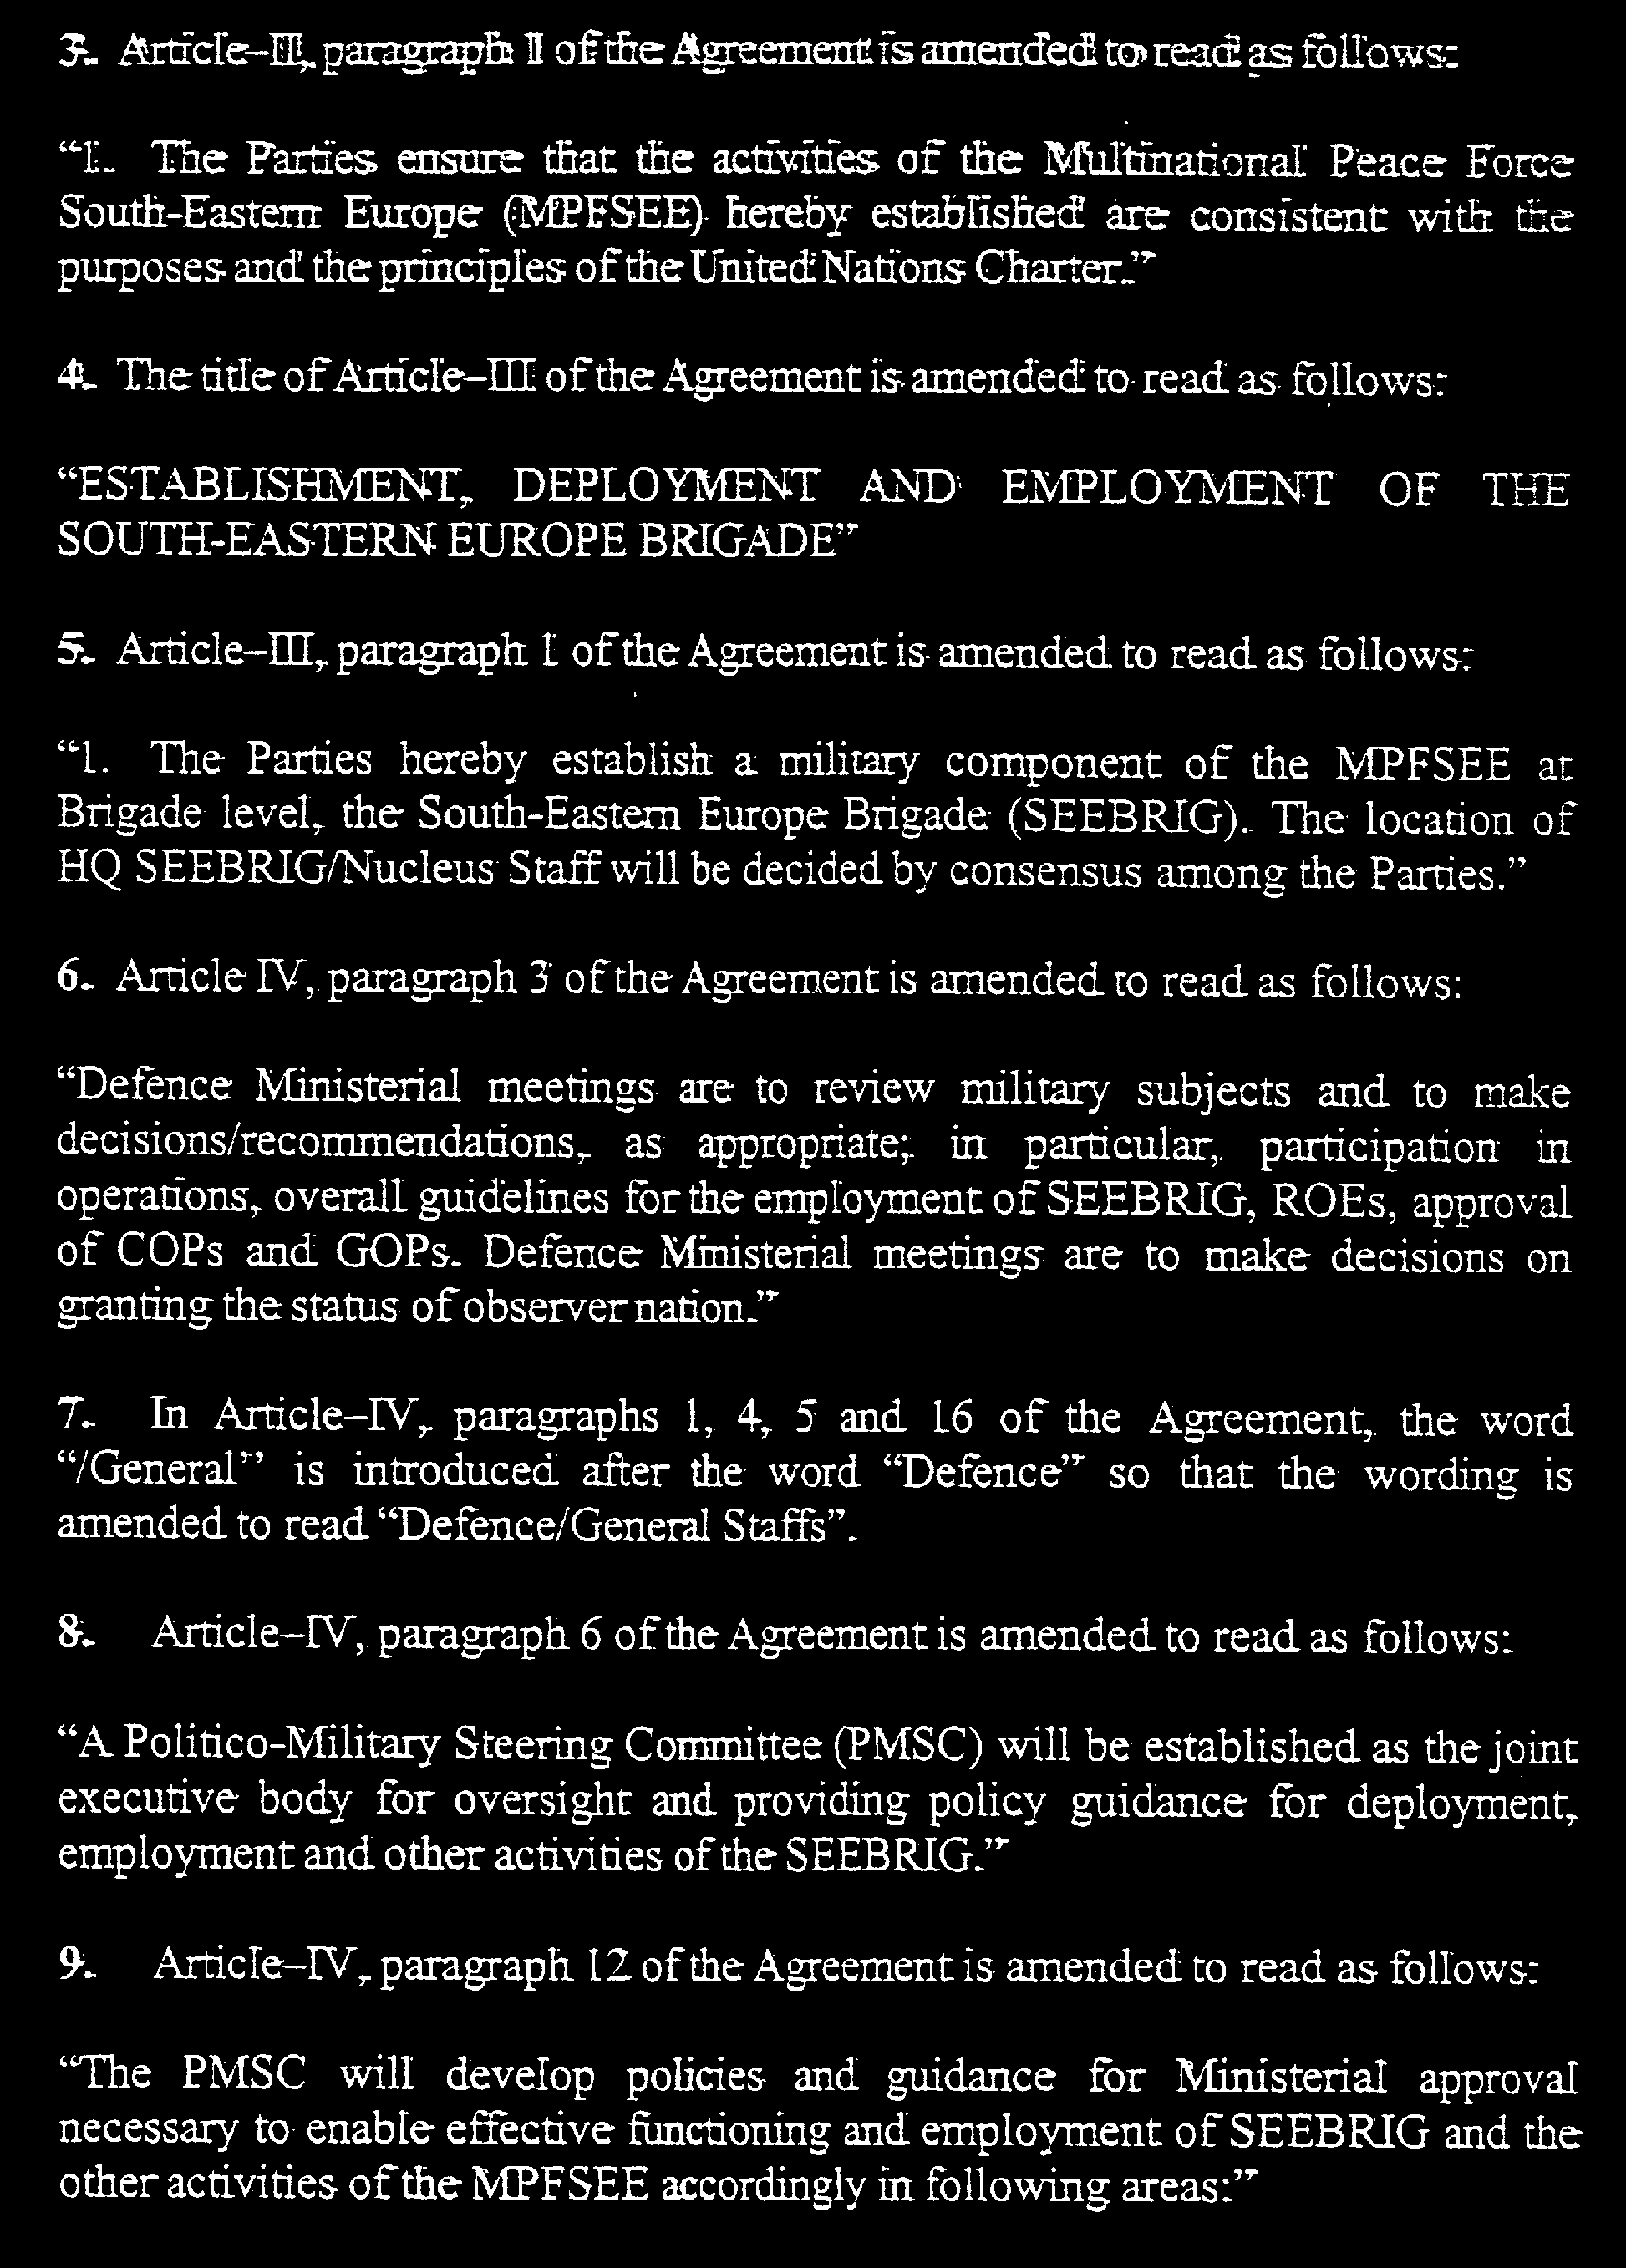 3. Article–II, paragraph 1 of the Agreement is amended to read as follows:
“1. The Parties ensure that the activities of the Multinational Peace Force
South-Eastern Europe (MPFSEE) hereby established are consistent with the
purposes and the principles of the United Nations Charter.”
4. The title of Article–III of the Agreement is amended to read as follows:
“ESTABLISHMENT, DEPLOYMENT AND EMPLOYMENT OF THE
SOUTH-EASTERN EUROPE BRIGADE”
5. Article–III, paragraph 1 of the Agreement is amended to read as follows:
“1. The Parties hereby establish a military component of the MPFSEE at
Brigade level, the South-Eastern Europe Brigade (SEEBRIG). The location of
HQ SEEBRIG/Nucleus Staff will be decided by consensus among the Parties.”
6. Article IV, paragraph 3 of the Agreement is amended to read as follows:
“Defence Ministerial meetings are to review military subjects and to make
decisions/recommendations, as appropriate; in particular, participation in
operations, overall guidelines for the employment of SEEBRIG, ROEs, approval
of COPs and GOPs. Defence Ministerial meetings are to make decisions on
granting the status of observer nation.”
7. In Article–IV, paragraphs 1, 4, 5 and 16 of the Agreement, the word
“/General” is introduced after the word “Defence” so that the wording is
amended to read “Defence/General Staffs”.
8. Article–IV, paragraph 6 of the Agreement is amended to read as follows:
“A Politico-Military Steering Committee (PMSC) will be established as the joint
executive body for oversight and providing policy guidance for deployment,
employment and other activities of the SEEBRIG.”
9. Article–IV, paragraph 12 of the Agreement is amended to read as follows:
“The PMSC will develop policies and guidance for Ministerial approval
necessary to enable effective functioning and employment of SEEBRIG and the
other activities of the MPFSEE accordingly in following areas:”